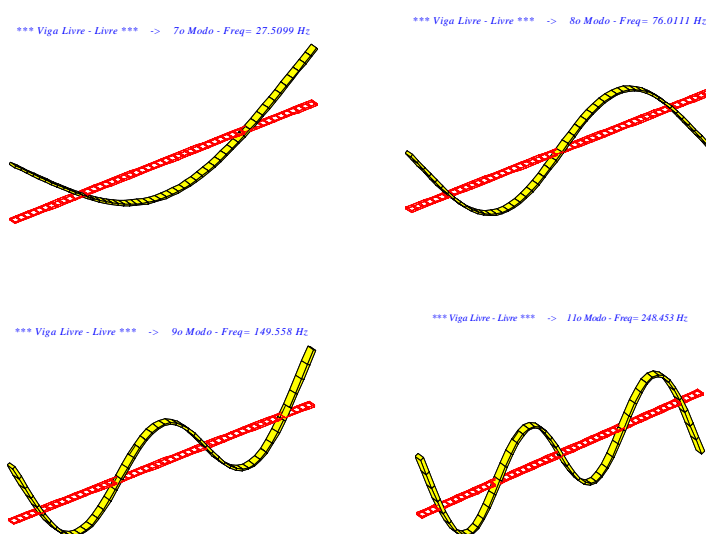 *** Viga Livre - Livre *** -> 7o Modo - Freq= 27.5099 Hz
*** Viga Livre - Livre *** -> 8o Modo - Freq= 76.0111 Hz
*** Viga Livre - Livre *** -> 9o Modo - Freq= 149.558 Hz
*** Viga Livre - Livre *** -> 11o Modo - Freq= 248.453 Hz